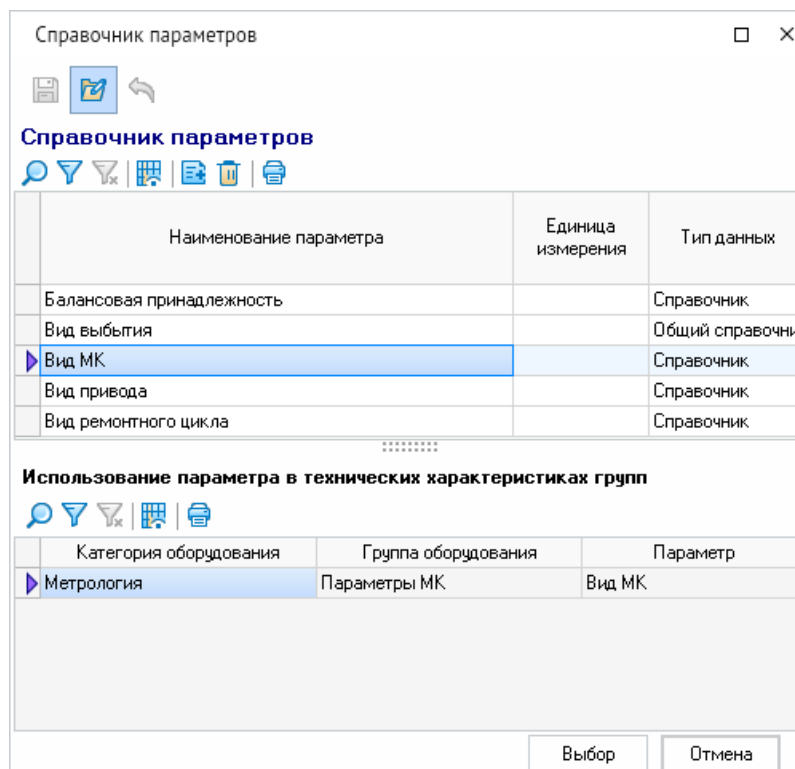 Справочник параметров
Справочник параметров
Наименование параметра Единица измерения Тип данных
Балансовая принадлежность Справочник
Вид выбытия Общий справочни
Вид МК Справочник
Вид привода Справочник
Вид ремонтного цикла Справочник
Использование параметра в технических характеристиках групп
Категория оборудования Группа оборудования Параметр
Метрология Параметры МК Вид МК
Выбор Отмена